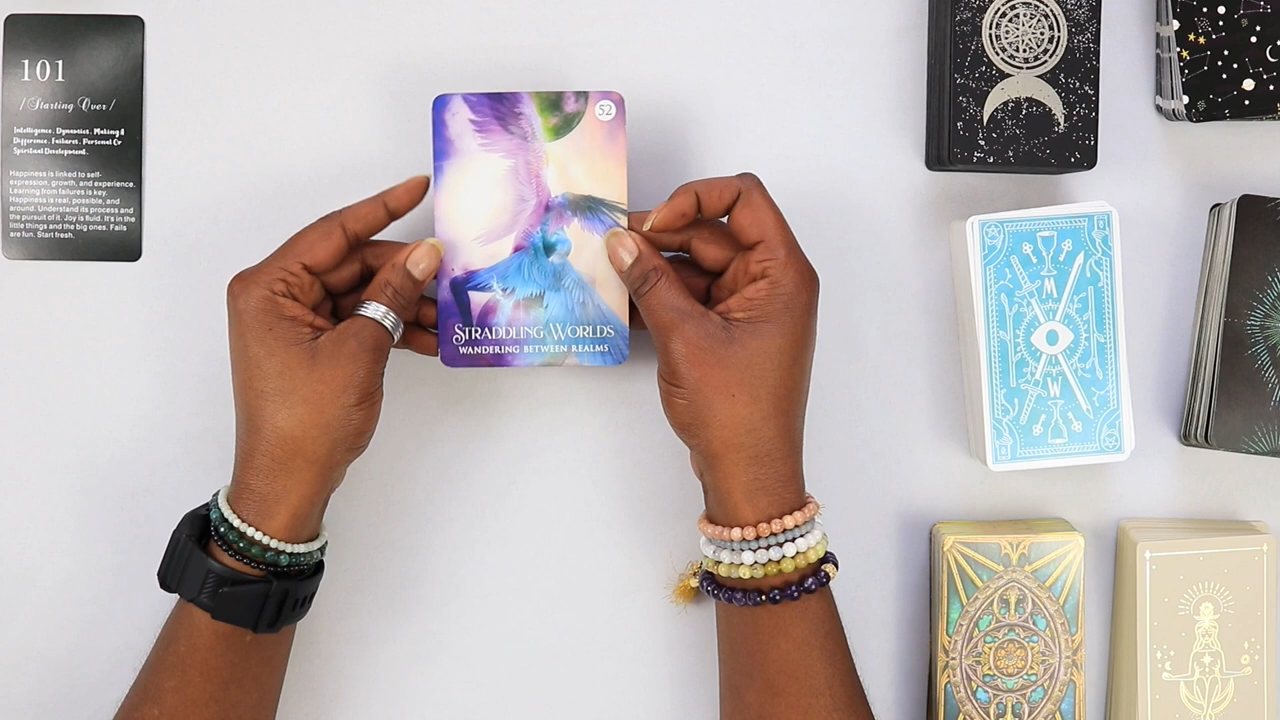 101
/Starting Over/
Intelligence. Dynamics. Making A
Difference. Failures. Personal Or
Spiritual Development.
Happiness is linked to self-
expression, growth, and experience.
Learning from failures is key.
Happiness is real, possible, and
around. Understand its process and
the pursuit of it. Joy is fluid. It's in the
little things and the big ones. Fails
are fun. Start fresh.
52
STRADDLING WORLDS
WANDERING BETWEEN REALMS
M
W